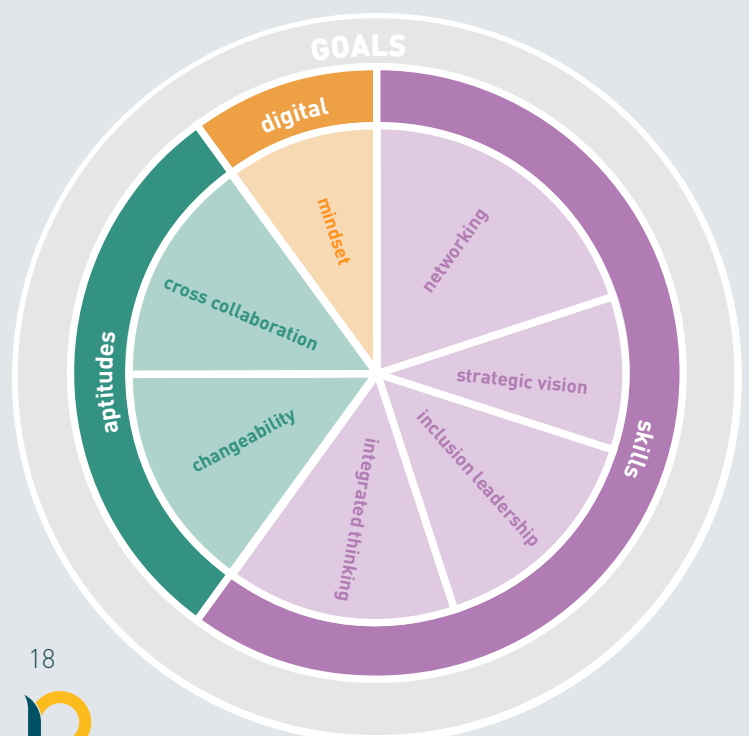 GOALS
digital
mindset
networking
cross collaboration
aptitudes
strategic vision
changeability
inclusion leadership
skills
integrated thinking
18